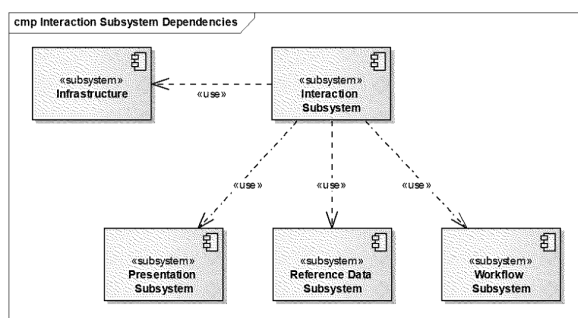 cmp Interaction Subsystem Dependencies
«subsystem»
Infrastructure
«use»
«subsystem»
Interaction
Subsystem
«use»
«use»
«use»
«subsystem»
Presentation
Subsystem
«subsystem»
Reference Data
Subsystem
«subsystem»
Workflow
Subsystem